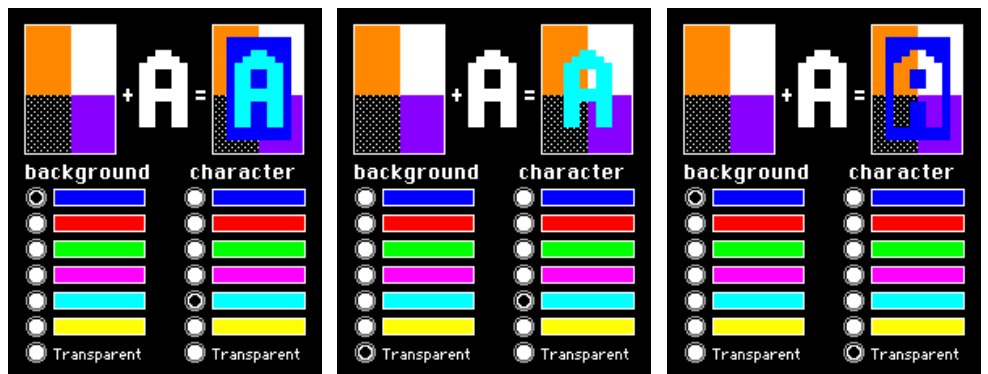 + A = A
background character
Transparent Transparent
+ A = A
background character
Transparent Transparent
+ A = A
background character
Transparent Transparent